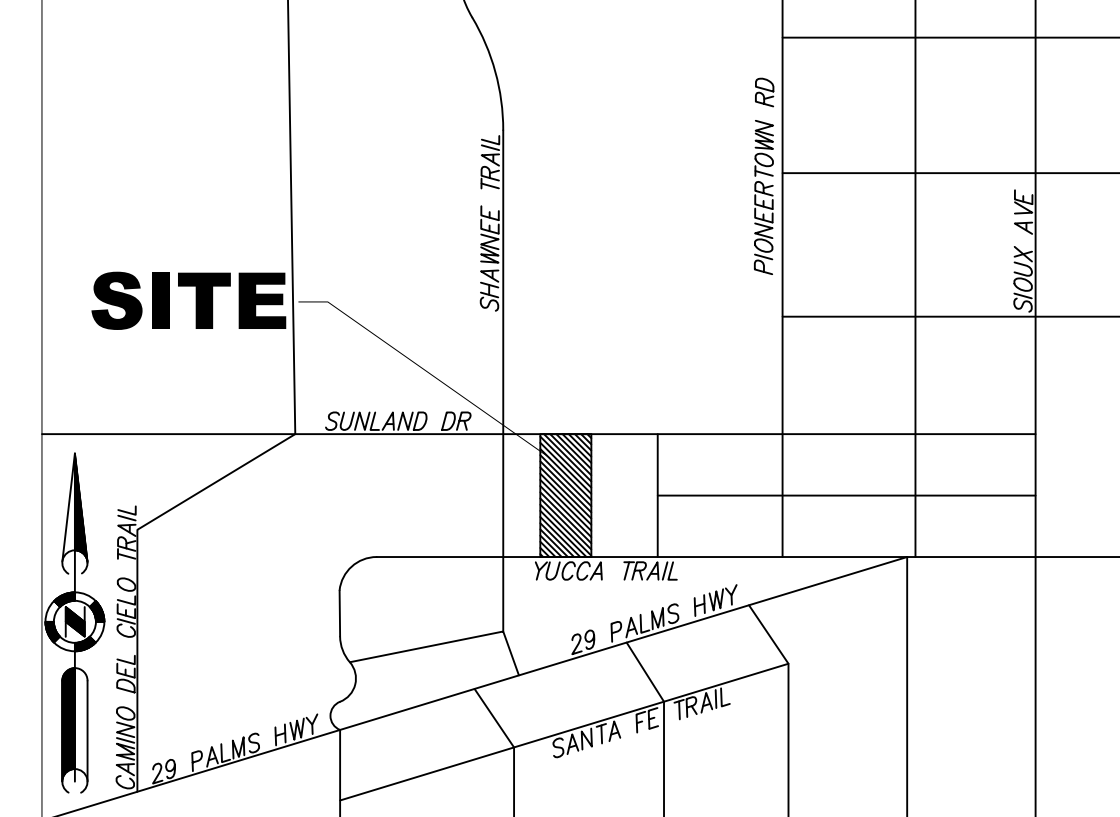 PIONEERTOWN RD
SHAWNEE TRAIL
SIOUX AVE
SITE
SUNLAND DR
CAMINO DEL CIELO TRAIL
N
YUCCA TRAIL
29 PALMS HWY
29 PALMS HWY
SANTA FE TRAIL